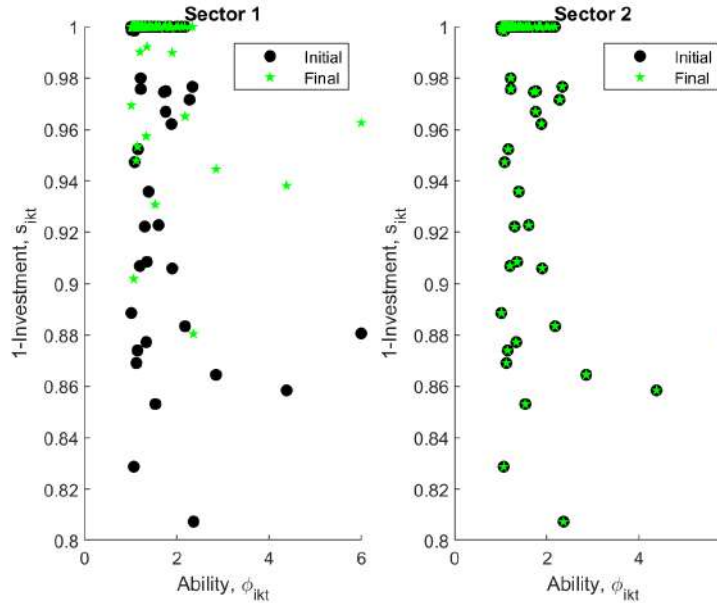 Sector 1
1-Investment, s_ikt
1
0.98
0.96
0.94
0.92
0.9
0.88
0.86
0.84
0.82
0.8
0
2
4
6
Ability, ϕ_ikt
Initial
Final
Sector 2
1-Investment, s_ikt
1
0.98
0.96
0.94
0.92
0.9
0.88
0.86
0.84
0.82
0.8
0
2
4
Ability, ϕ_ikt
Initial
Final